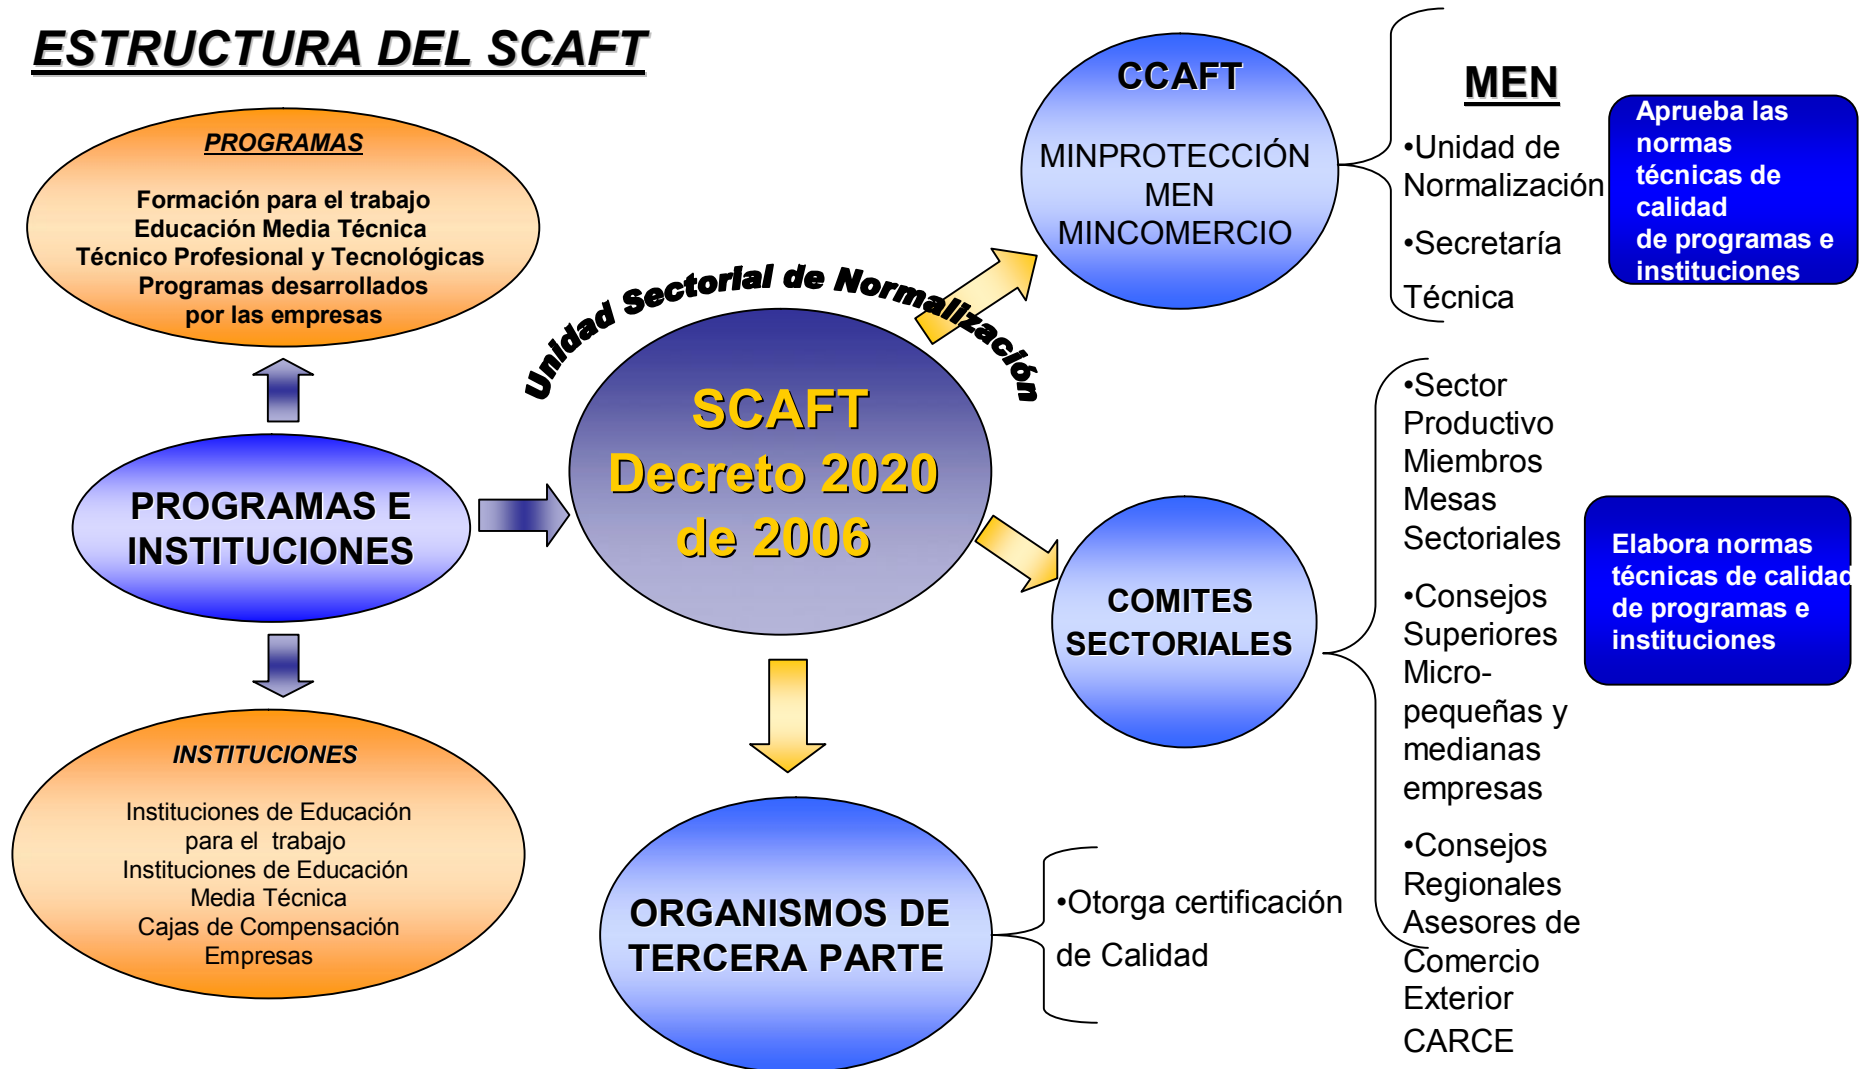 ESTRUCTURA DEL SCAFT
PROGRAMAS
Formación para el trabajo
Educación Media Técnica
Técnico Profesional y Tecnológicas
Programas desarrollados
por las empresas
PROGRAMAS E
INSTITUCIONES
INSTITUCIONES
Instituciones de Educación
para el trabajo
Instituciones de Educación
Media Técnica
Cajas de Compensación
Empresas
Unidad Sectorial de Normalización
SCAFT
Decreto 2020
de 2006
CCAFT
MINPROTECCIÓN
MEN
MINCOMERCIO
MEN
•Unidad de
Normalización
•Secretaría
Técnica
Aprueba las
normas
técnicas de
calidad
de programas e
instituciones
COMITES
SECTORIALES
•Sector
Productivo
Miembros
Mesas
Sectoriales
•Consejos
Superiores
Micro-
pequeñas y
medianas
empresas
•Consejos
Regionales
Asesores de
Comercio
Exterior
CARCE
Elabora normas
técnicas de calidad
de programas e
instituciones
ORGANISMOS DE
TERCERA PARTE
•Otorga certificación
de Calidad